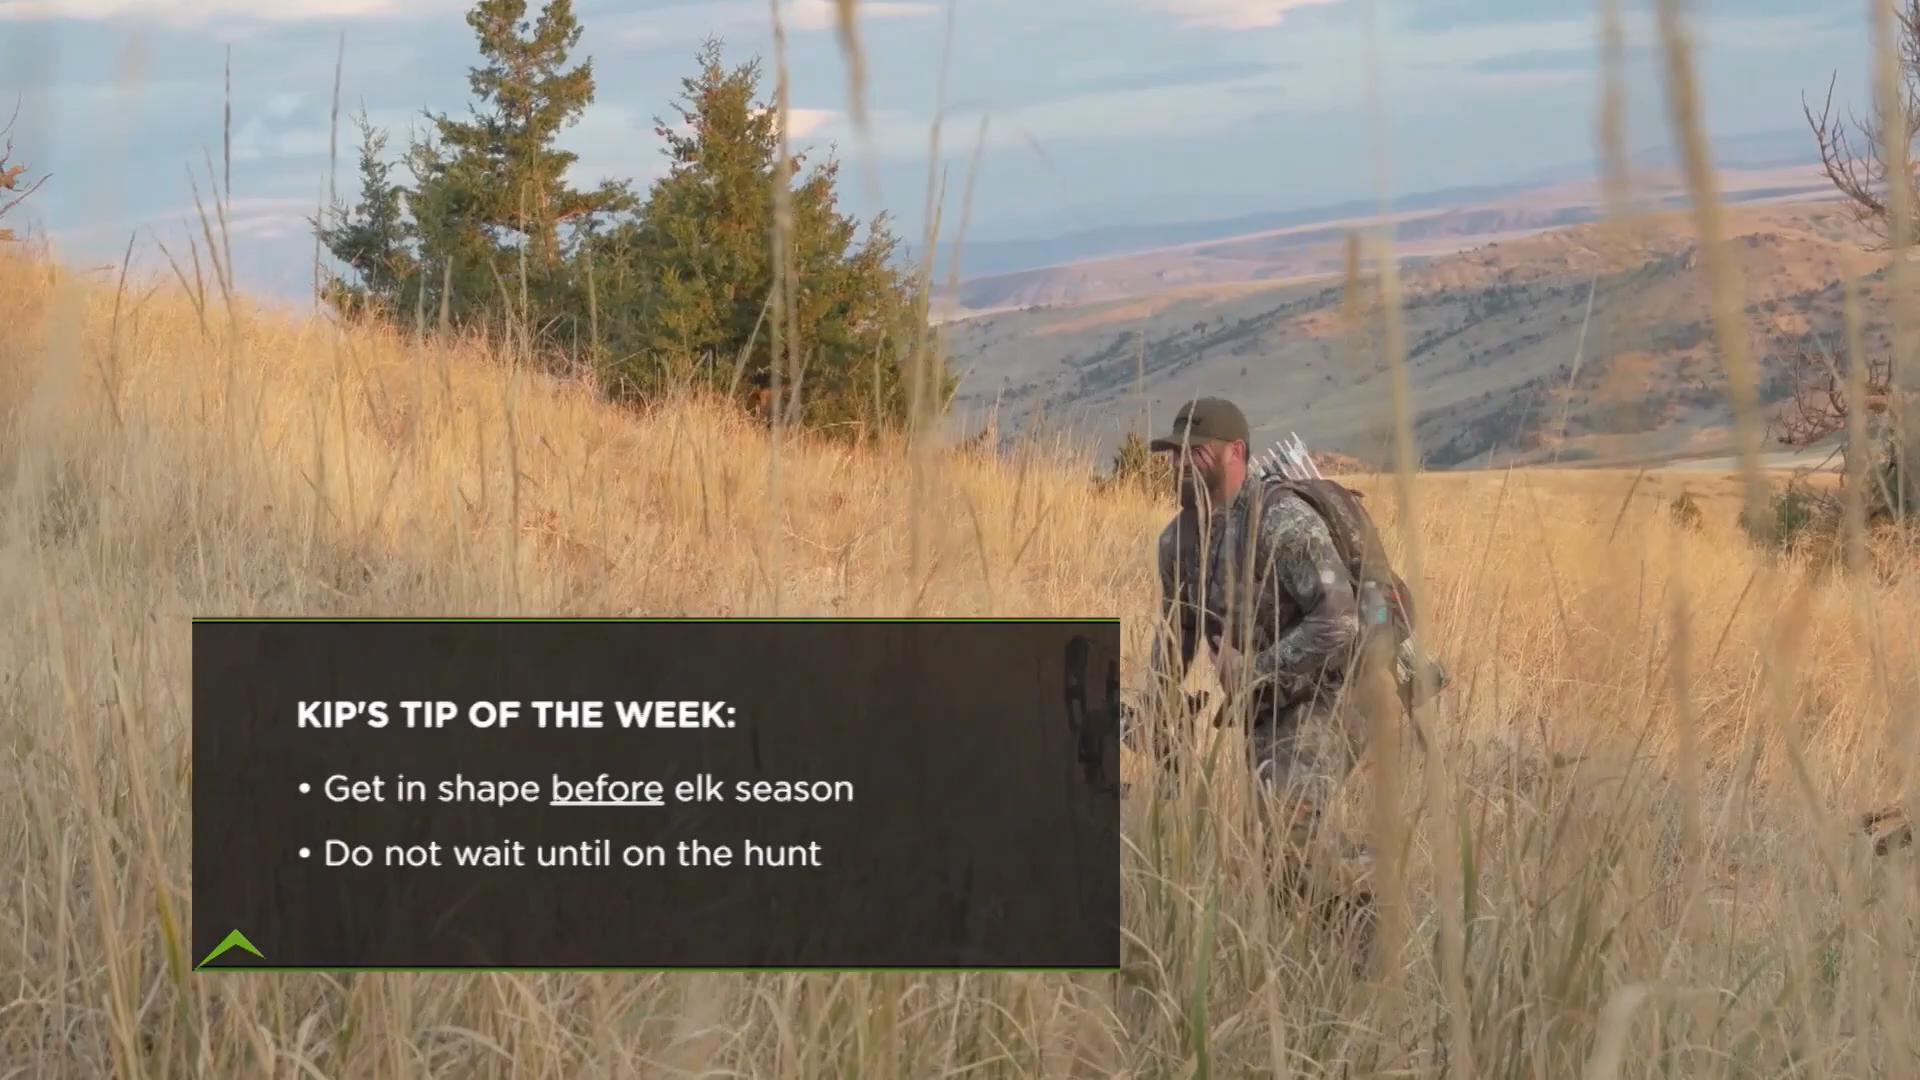 KIP'S TIP OF THE WEEK:
• Get in shape before elk season
• Do not wait until on the hunt